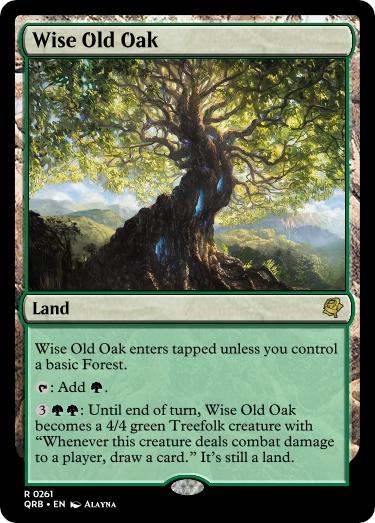 Wise Old Oak
Land
Wise Old Oak enters tapped unless you control
a basic Forest.
: Add .
3: Until end of turn, Wise Old Oak
becomes a 4/4 green Treefolk creature with
“Whenever this creature deals combat damage
to a player, draw a card.” It’s still a land.
R 0261
QRB • EN Alayna